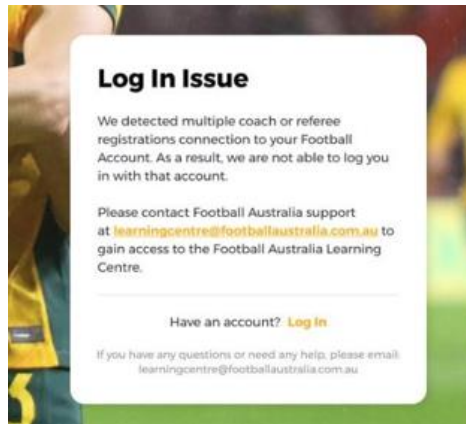 Log In Issue
We detected multiple coach or referee
registrations connection to your Football
Account. As a result, we are not able to log you
in with that account.
Please contact Football Australia support
at learningcentre@footballaustralia.com.au to
gain access to the Football Australia Learning
Centre.
Have an account? Log In
If you have any questions or need any help, please email:
learningcentre@footballaustralia.com.au